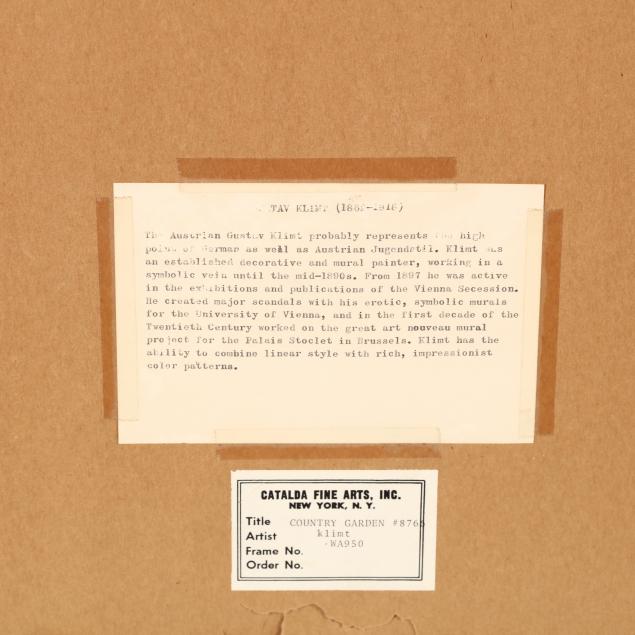 KLIMT (1862-1918)
The Austrian Gustav Klimt probably represents the high
point of German as well as Austrian Jugendstil. Klimt was
an established decorative and mural painter, working in a
symbolic vein until the mid-1890s. From 1897 he was active
in the exhibitions and publications of the Vienna Secession.
He created major scandals with his erotic, symbolic murals
for the University of Vienna, and in the first decade of the
Twentieth Century worked on the great art nouveau mural
project for the Palais Stoclet in Brussels. Klimt has the
ability to combine linear style with rich, impressionist
color patterns.
CATALDA FINE ARTS, INC.
NEW YORK, N. Y.
Title COUNTRY GARDEN #8765
Artist klimt
Frame No. -WA950
Order No.